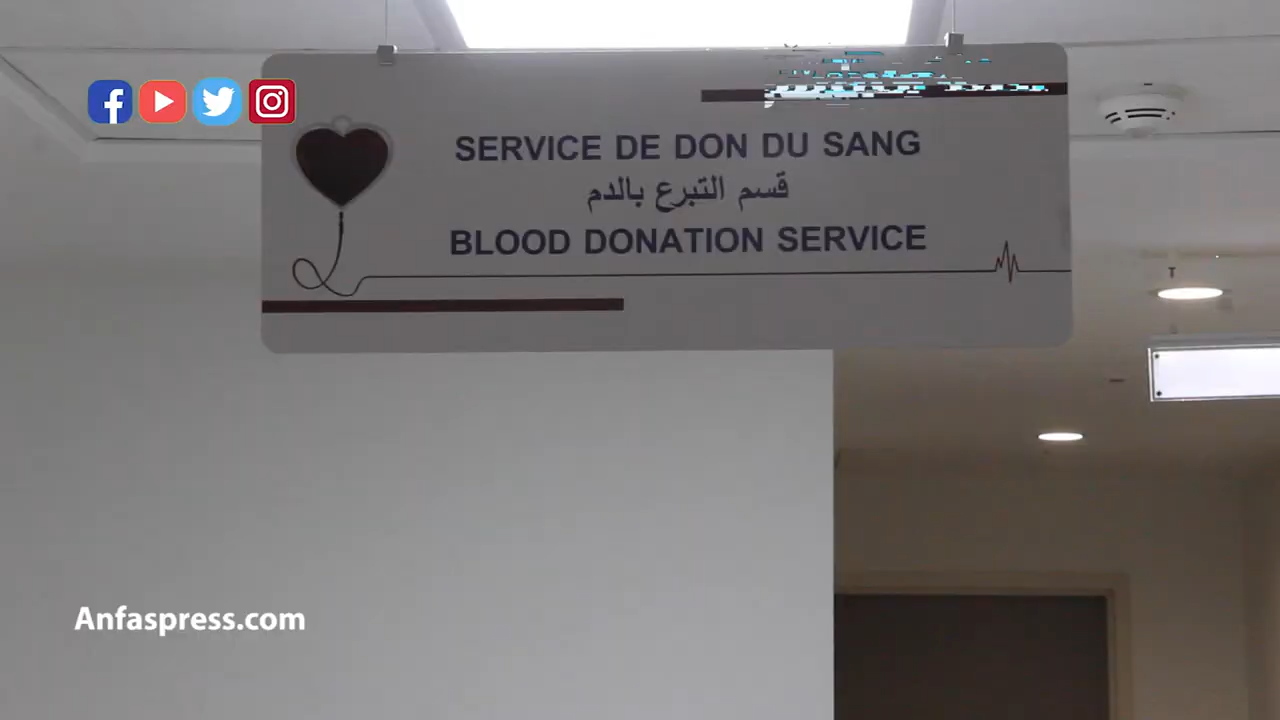 SERVICE DE DON DU SANG
قسم التبرع بالدم
BLOOD DONATION SERVICE
Anfaspress.com